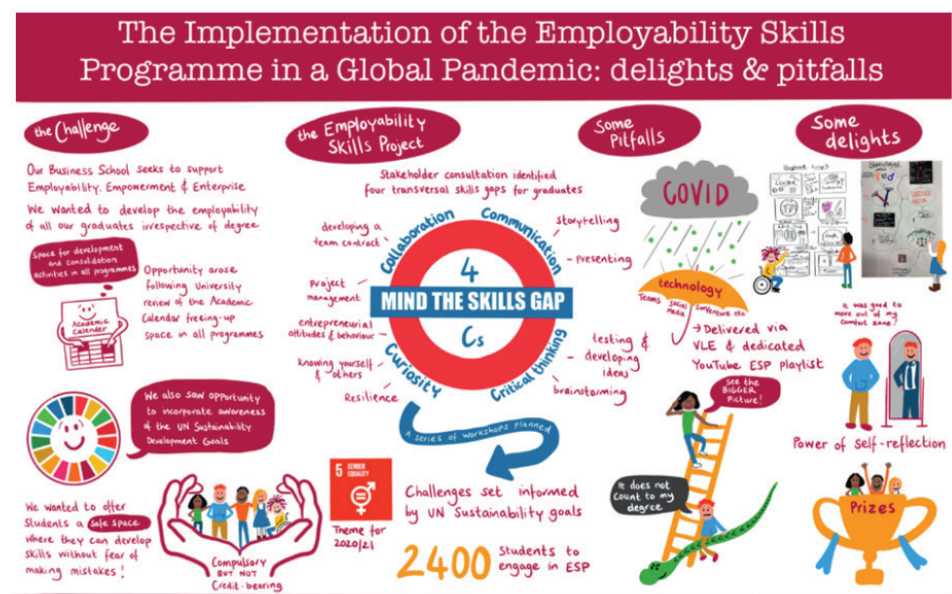 The Implementation of the Employability Skills
Programme in a Global Pandemic: delights & pitfalls
the Challenge
Our Business School seeks to support
Employability, Empowerment & Enterprise
We wanted to develop the employability
of all our graduates irrespective of degree
Space for development
and consolidation
activities in all programmes
Academic
Calendar
Opportunity arose
following University
review of the Academic
Calendar freeing-up
space in all programmes
We also saw opportunity
to incorporate awareness
of the UN Sustainability
Development Goals
We wanted to offer
Students a safe space
where they can develop
skills without fear of
making mistakes!
Compulsory
BUT NOT
Credit-bearing
the Employability
Skills Project
Stakeholder consultation identified
four transversal skills gaps for graduates
Collaboration
Communication
Curiosity
Critical thinking
4
MIND THE SKILLS GAP
Cs
developing a
team contract
project
management
entrepreneurial
attitudes & behaviour
knowing yourself
& others
Resilience
storytelling
presenting
testing &
developing
ideas
brainstorming
A series of workshops planned
5 GENDER
EQUALITY
Theme for
2020/21
Challenges set informed
by UN Sustainability goals
2400 Students to
engage in ESP
Some
Pitfalls
COVID
technology
Teams
Social
Media
SimVenture etc
→ Delivered via
VLE & dedicated
YouTube ESP playlist
See the
BIGGER
Picture!
It does not
count to my
degree
Some
delights
it was good to
move out of my
comfort zone!
Power of self-reflection
Prizes